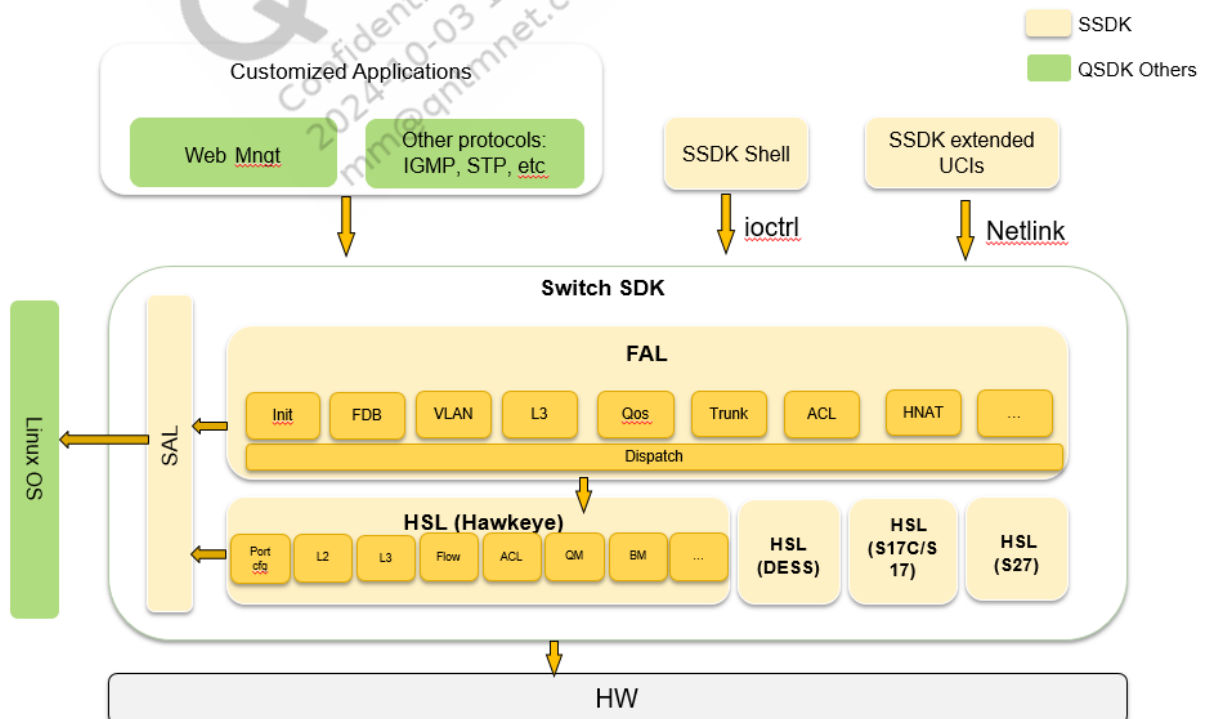 SSDK
QSDK Others
Customized Applications
Web Mngt
Other protocols:
IGMP, STP, etc
SSDK Shell
SSDK extended
UCIs
ioctrl
Netlink
Switch SDK
Linux OS
SAL
FAL
Init
FDB
VLAN
L3
Qos
Trunk
ACL
HNAT
...
Dispatch
HSL (Hawkeye)
Port
cfg
L2
L3
Flow
ACL
QM
BM
...
HSL
(DESS)
HSL
(S17C/S
17)
HSL
(S27)
HW